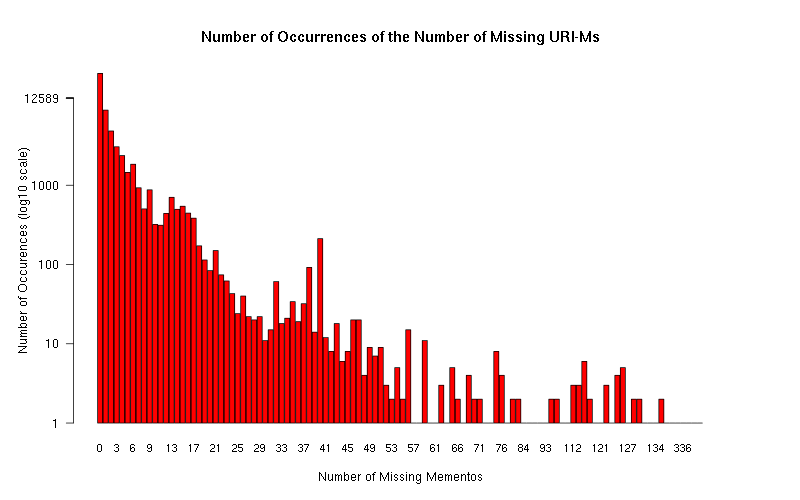 Number of Occurrences of the Number of Missing URI-Ms
12589
1000
100
10
1
Number of Occurences (log10 scale)
0 3 6 9 13 17 21 25 29 33 37 41 45 49 53 57 61 66 71 76 84 93 112 121 127 134 336
Number of Missing Mementos